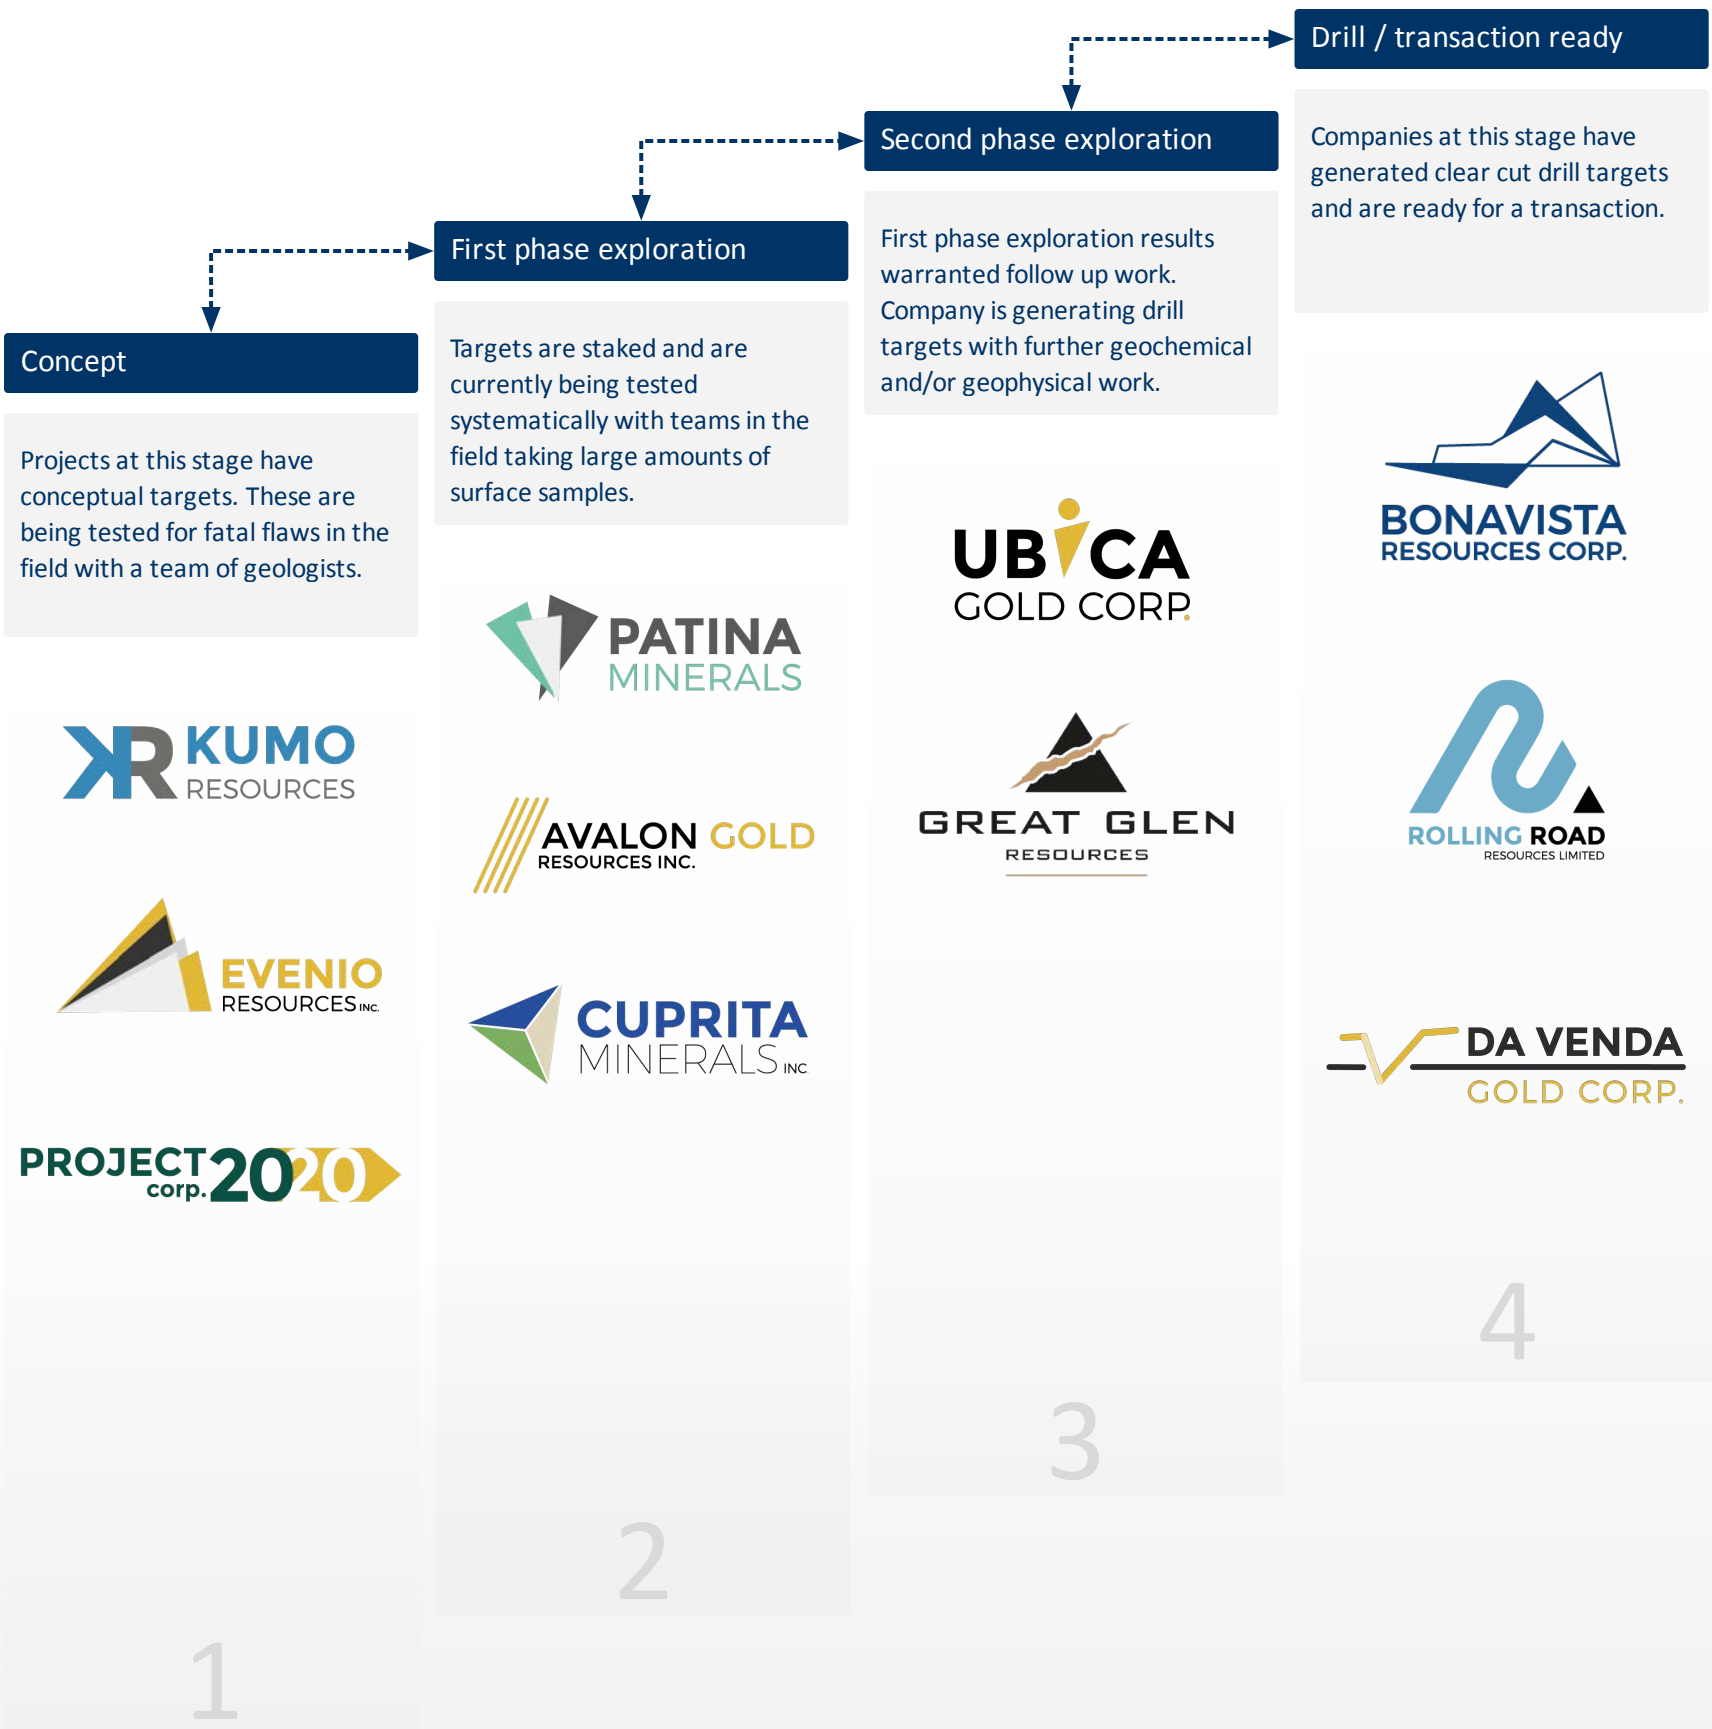 Concept
Projects at this stage have
conceptual targets. These are
being tested for fatal flaws in the
field with a team of geologists.
KR KUMO
RESOURCES
EVENIO
RESOURCES INC.
PROJECT 2020
corp.
1
First phase exploration
Targets are staked and are
currently being tested
systematically with teams in the
field taking large amounts of
surface samples.
PATINA
MINERALS
AVALON GOLD
RESOURCES INC.
CUPRITA
MINERALS INC
2
Second phase exploration
First phase exploration results
warranted follow up work.
Company is generating drill
targets with further geochemical
and/or geophysical work.
UBICA
GOLD CORP.
GREAT GLEN
RESOURCES
3
Drill / transaction ready
Companies at this stage have
generated clear cut drill targets
and are ready for a transaction.
BONAVISTA
RESOURCES CORP.
ROLLING ROAD
RESOURCES LIMITED
DA VENDA
GOLD CORP.
4